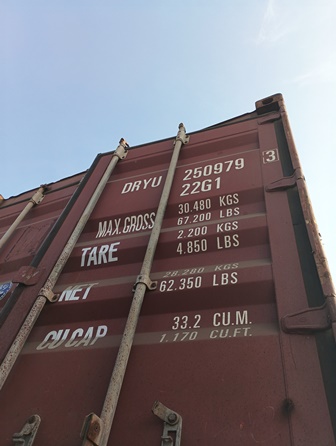 DRYU 250979 3
22G1
MAX.GROSS 30.480 KGS
67.200 LBS
TARE 2.200 KGS
4.850 LBS
NET 28.280 KGS
62.350 LBS
CU CAP 33.2 CU.M.
1.170 CU.FT.